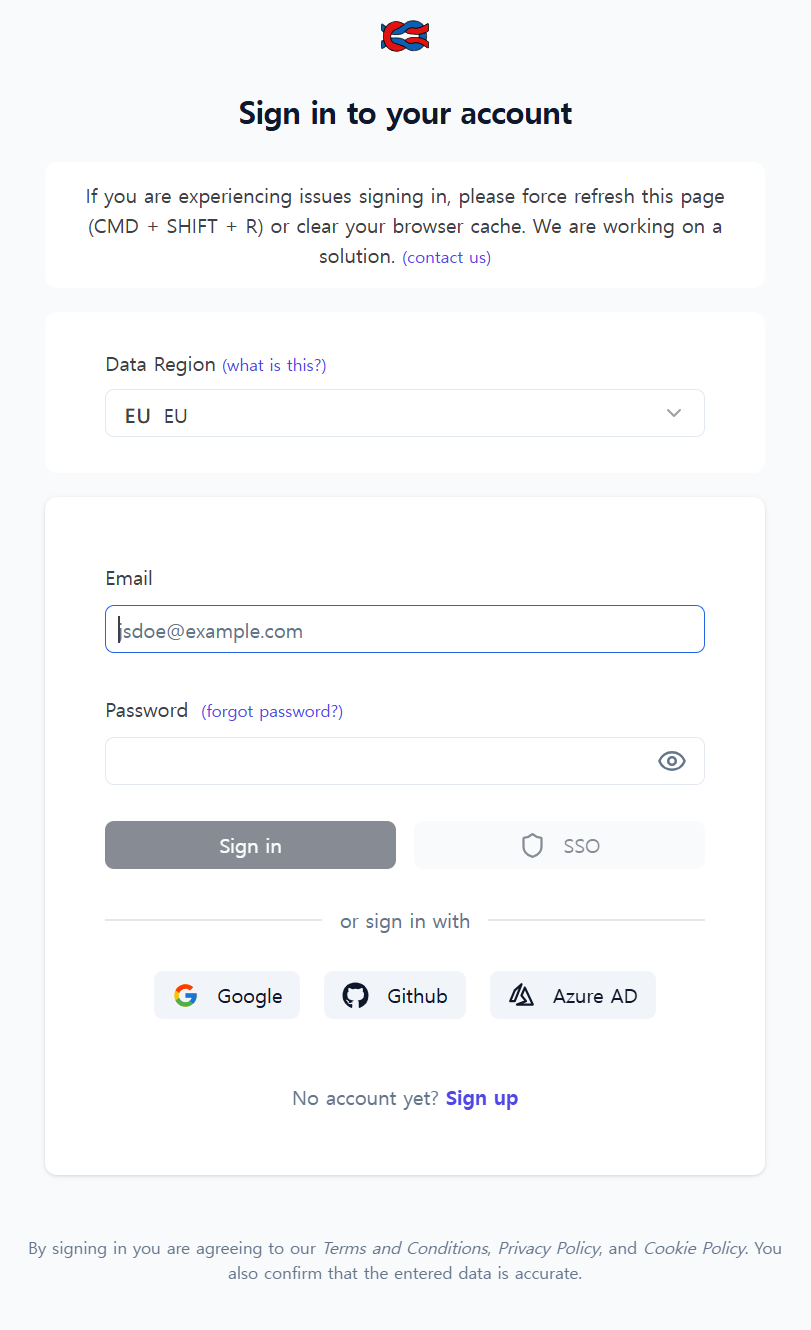 Sign in to your account
If you are experiencing issues signing in, please force refresh this page
(CMD + SHIFT + R) or clear your browser cache. We are working on a
solution. (contact us)
Data Region (what is this?)
EU EU
Email
jsdoe@example.com
Password (forgot password?)
Sign in
SSO
or sign in with
Google
Github
Azure AD
No account yet? Sign up
By signing in you are agreeing to our Terms and Conditions, Privacy Policy, and Cookie Policy. You
also confirm that the entered data is accurate.